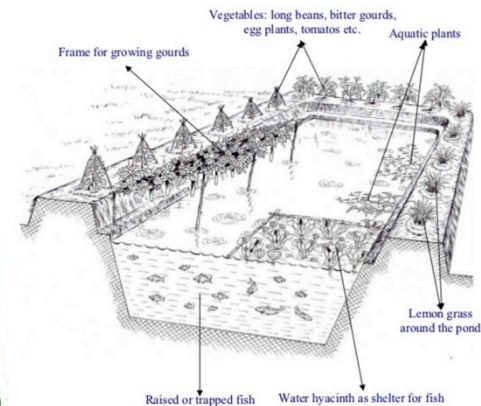 Vegetables: long beans, bitter gourds,
egg plants, tomatos etc.
Aquatic plants
Frame for growing gourds
Lemon grass
around the pond
Raised or trapped fish
Water hyacinth as shelter for fish